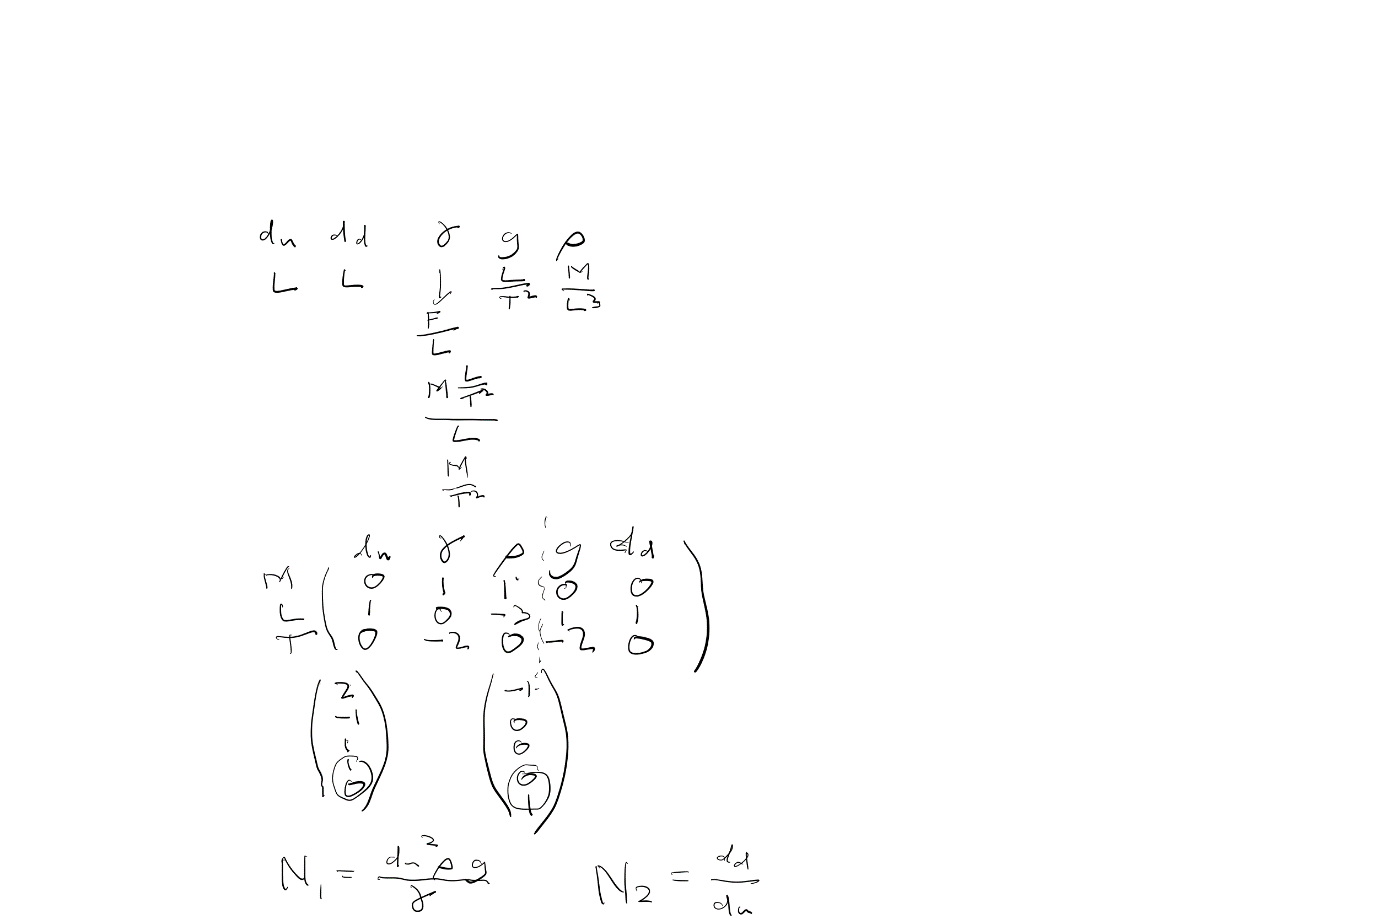 dn dd γ g ρ
L L ↓ L/T² M/L³
F/L
M L/T² / L
M/T²
dn γ ρ g dd
M ( 0 1 1 0 0 )
L 1 0 -3 1 1
T 0 -2 0 -2 0
( 2 ) ( -1 )
-1 0
1 0
1 0
0 1
N₁ = dn² ρ g / γ N₂ = dd / dn